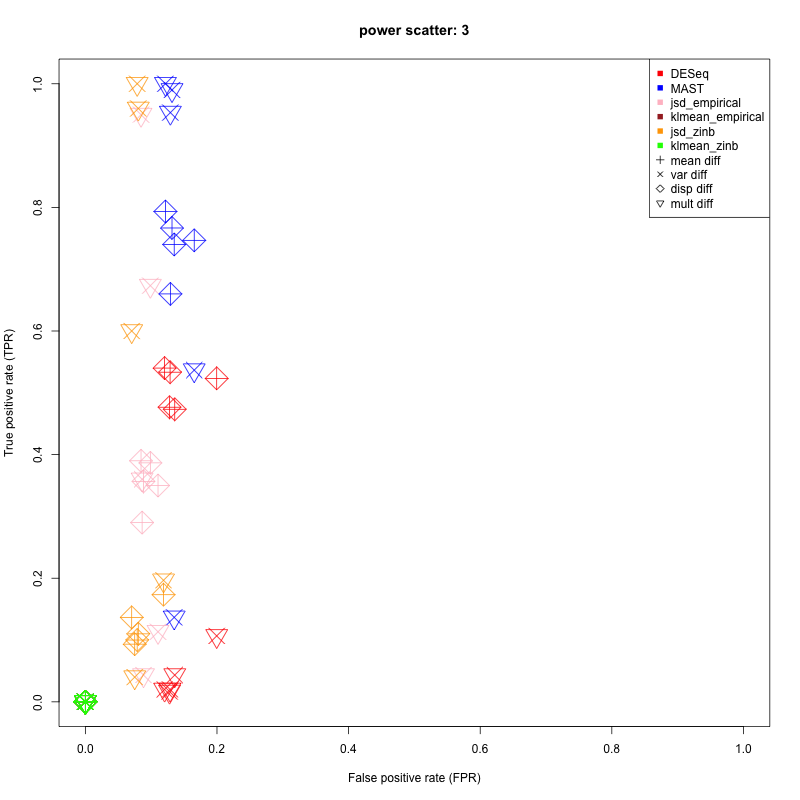 power scatter: 3
DESeq
MAST
jsd_empirical
klmean_empirical
jsd_zinb
klmean_zinb
mean diff
var diff
disp diff
mult diff
True positive rate (TPR)
1.0
0.8
0.6
0.4
0.2
0.0
0.0 0.2 0.4 0.6 0.8 1.0
False positive rate (FPR)